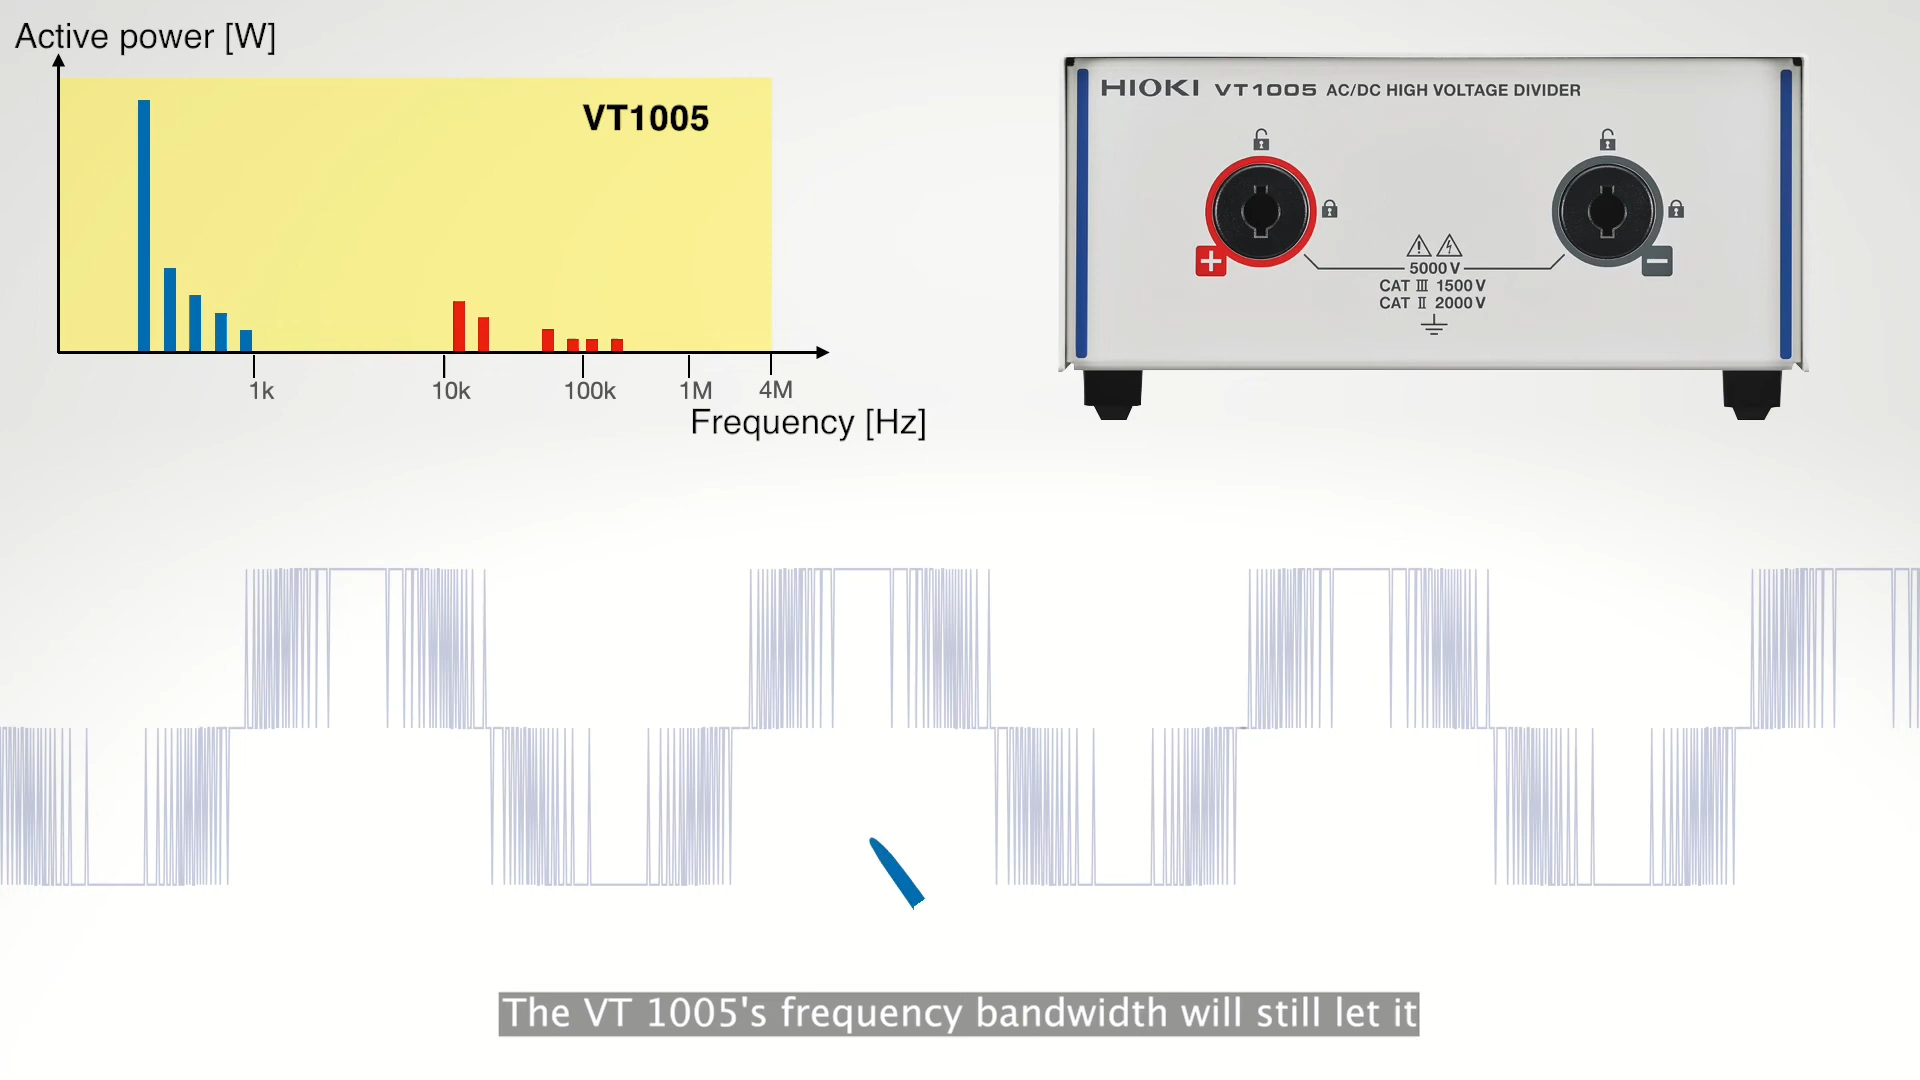 Active power [W]
VT1005
1k
10k
100k
1M
4M
Frequency [Hz]
HIOKI VT1005 AC/DC HIGH VOLTAGE DIVIDER
5000 V
CAT III 1500 V
CAT II 2000 V
The VT 1005's frequency bandwidth will still let it